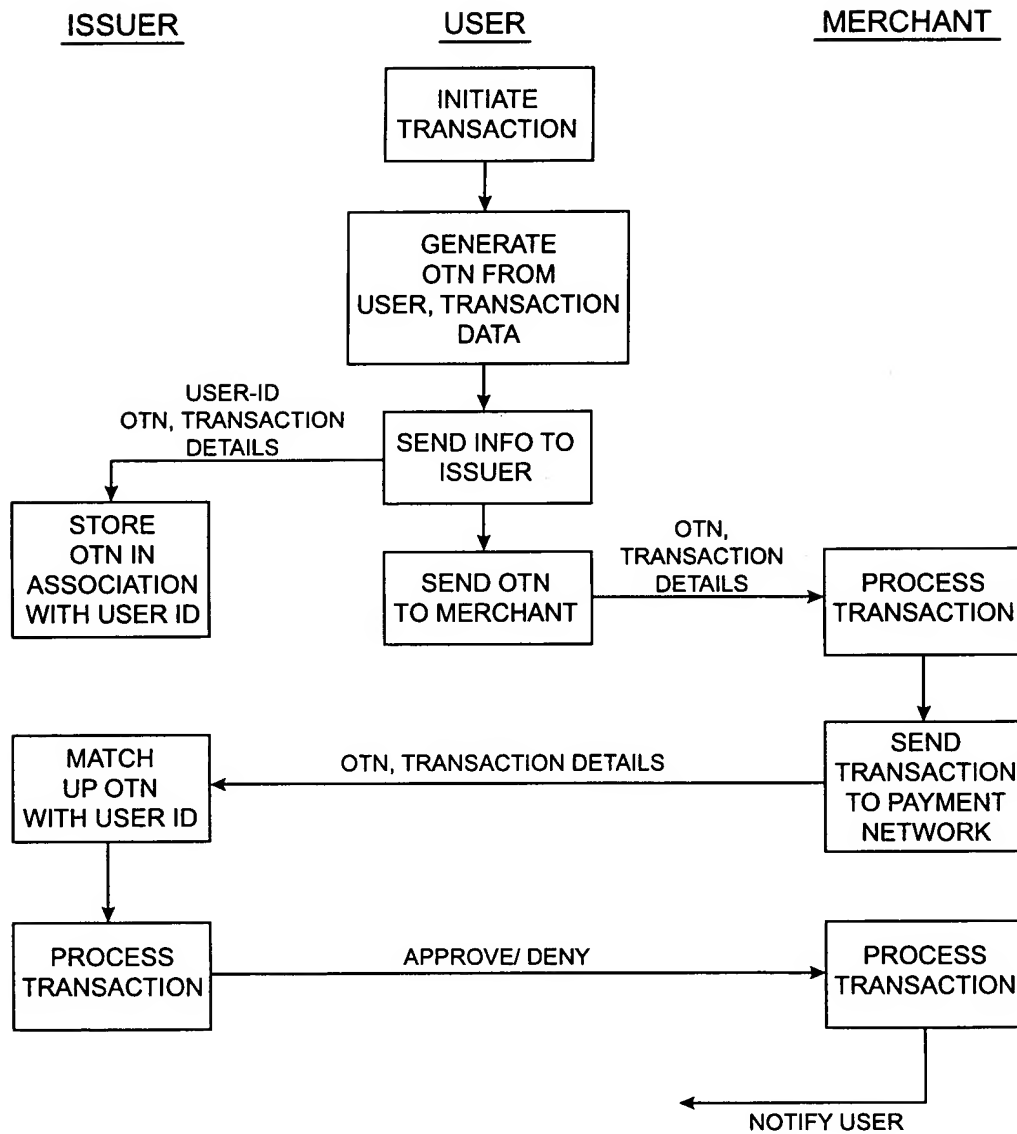 ISSUER
USER
MERCHANT
INITIATE
TRANSACTION
GENERATE
OTN FROM
USER, TRANSACTION
DATA
USER-ID
OTN, TRANSACTION
DETAILS
SEND INFO TO
ISSUER
STORE
OTN IN
ASSOCIATION
WITH USER ID
SEND OTN
TO MERCHANT
OTN,
TRANSACTION
DETAILS
PROCESS
TRANSACTION
MATCH
UP OTN
WITH USER ID
OTN, TRANSACTION DETAILS
SEND
TRANSACTION
TO PAYMENT
NETWORK
PROCESS
TRANSACTION
APPROVE/ DENY
PROCESS
TRANSACTION
NOTIFY USER